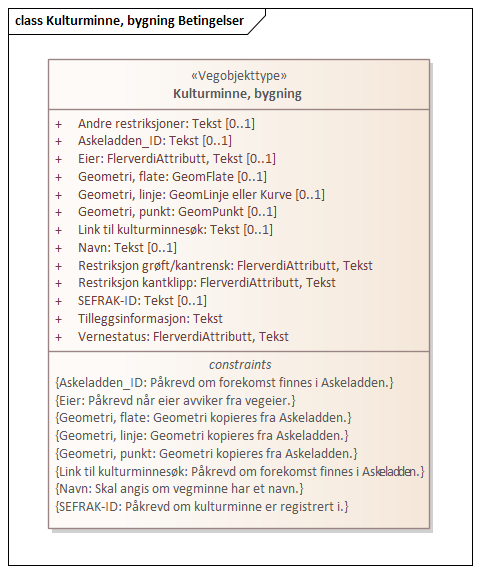 class Kulturminne, bygning Betingelser
«Vegobjekttype»
Kulturminne, bygning
+ Andre restriksjoner: Tekst [0..1]
+ Askeladden_ID: Tekst [0..1]
+ Eier: FlerverdiAttributt, Tekst [0..1]
+ Geometri, flate: GeomFlate [0..1]
+ Geometri, linje: GeomLinje eller Kurve [0..1]
+ Geometri, punkt: GeomPunkt [0..1]
+ Link til kulturminnesøk: Tekst [0..1]
+ Navn: Tekst [0..1]
+ Restriksjon grøft/kantrensk: FlerverdiAttributt, Tekst
+ Restriksjon kantklipp: FlerverdiAttributt, Tekst
+ SEFRAK-ID: Tekst [0..1]
+ Tilleggsinformasjon: Tekst
+ Vernestatus: FlerverdiAttributt, Tekst
constraints
{Askeladden_ID: Påkrevd om forekomst finnes i Askeladden.}
{Eier: Påkrevd når eier avviker fra vegeier.}
{Geometri, flate: Geometri kopieres fra Askeladden.}
{Geometri, linje: Geometri kopieres fra Askeladden.}
{Geometri, punkt: Geometri kopieres fra Askeladden.}
{Link til kulturminnesøk: Påkrevd om forekomst finnes i Askeladden.}
{Navn: Skal angis om vegminne har et navn.}
{SEFRAK-ID: Påkrevd om kulturminne er registrert i.}